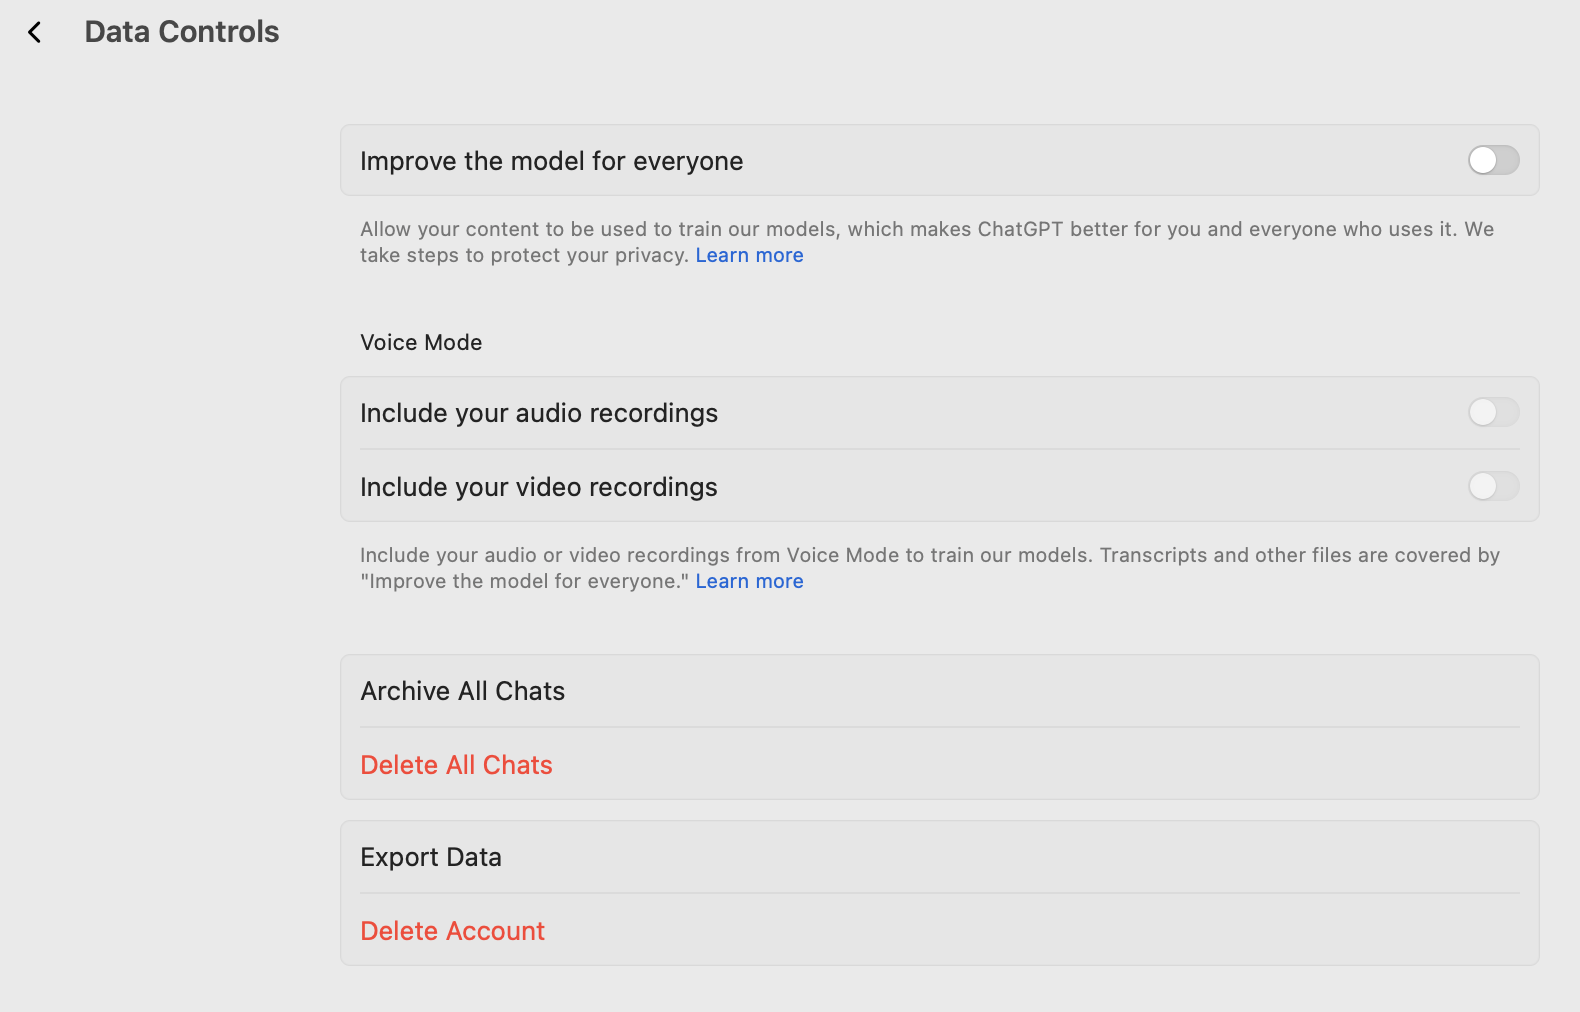 Data Controls
Improve the model for everyone
Allow your content to be used to train our models, which makes ChatGPT better for you and everyone who uses it. We
take steps to protect your privacy. Learn more
Voice Mode
Include your audio recordings
Include your video recordings
Include your audio or video recordings from Voice Mode to train our models. Transcripts and other files are covered by
"Improve the model for everyone." Learn more
Archive All Chats
Delete All Chats
Export Data
Delete Account